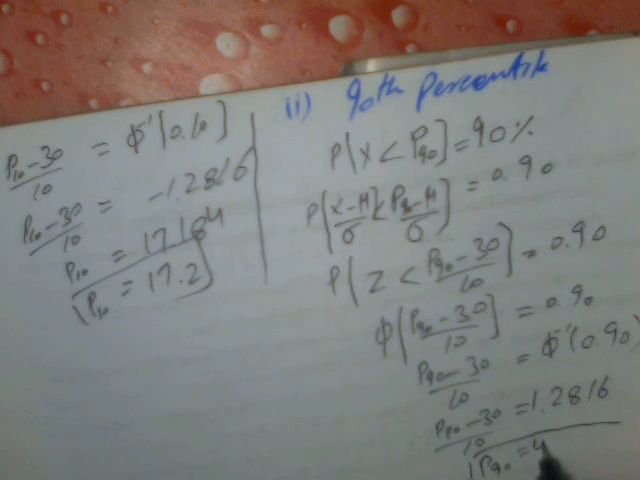 P₁₀-30/10 = Φ⁻¹(0.10]
P₁₀-30/10 = -1.2816
P₁₀ = 17.184
P₁₀ = 17.2
ii) 90th Percentile
P[X < P₉₀] = 90%
P[X-μ/σ < P₉₀-μ/σ] = 0.90
P[Z < P₉₀-30/10] = 0.90
Φ[P₉₀-30/10] = 0.90
P₉₀-30/10 = Φ⁻¹(0.90)
P₉₀-30/10 = 1.2816
P₉₀ = 4